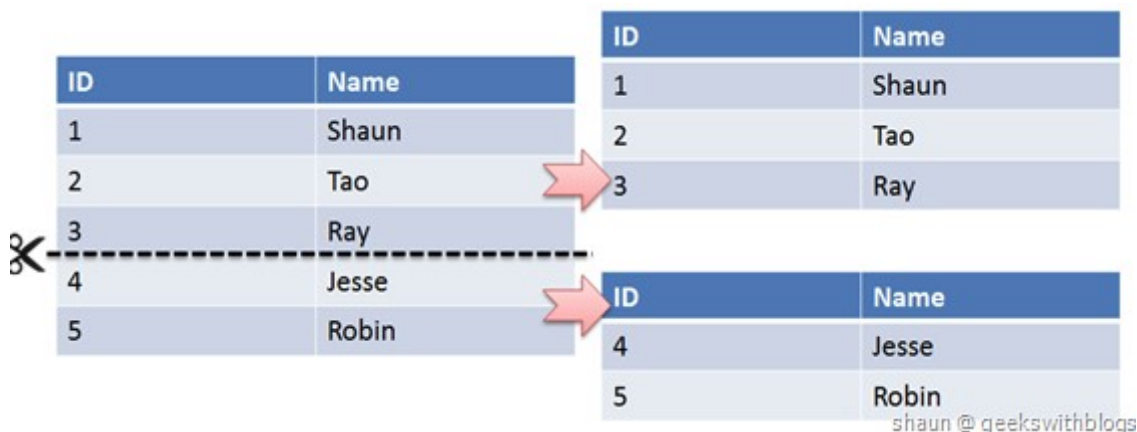 ID Name
1 Shaun
2 Tao
3 Ray
4 Jesse
5 Robin
ID Name
1 Shaun
2 Tao
3 Ray
ID Name
4 Jesse
5 Robin
shaun @ geekswithblogs